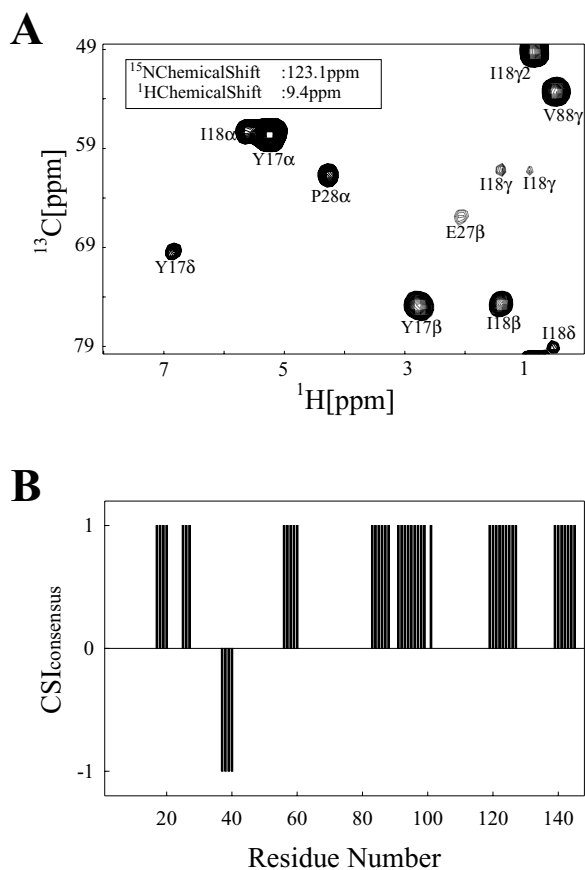 A
49
59
69
79
¹³C[ppm]
¹⁵NChemicalShift :123.1ppm
¹HChemicalShift :9.4ppm
I18γ2
V88γ
I18α
Y17α
P28α
I18γ
I18γ
E27β
Y17δ
Y17β
I18β
I18δ
7
5
3
1
¹H[ppm]
B
1
0
-1
CSIconsensus
20
40
60
80
100
120
140
Residue Number